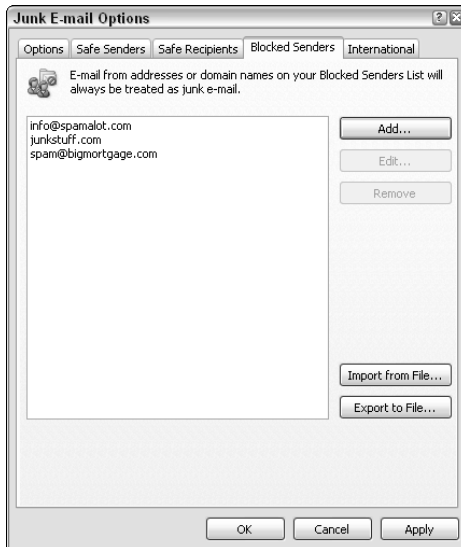 Junk E-mail Options
Options Safe Senders Safe Recipients Blocked Senders International
E-mail from addresses or domain names on your Blocked Senders List will
always be treated as junk e-mail.
info@spamalot.com
junkstuff.com
spam@bigmortgage.com
Add...
Edit...
Remove
Import from File...
Export to File...
OK Cancel Apply